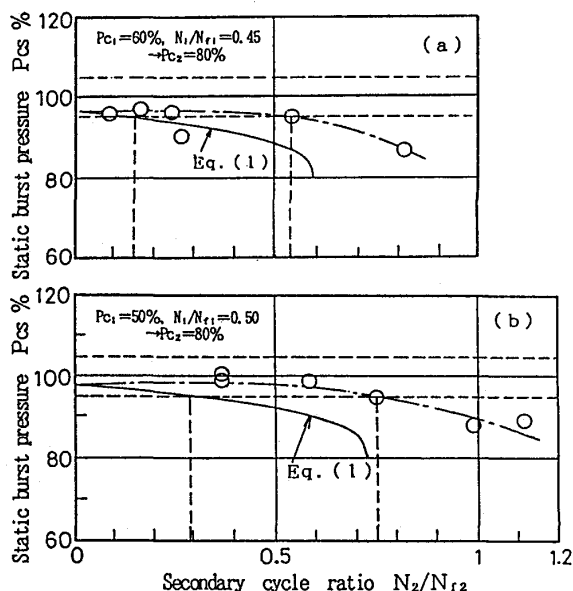 Static burst pressure Pcs %
120
100
80
60
Pc₁=60%, N₁/Nf₁=0.45
→Pc₂=80%
(a)
Eq.(1)
Static burst pressure Pcs %
120
100
80
60
Pc₁=50%, N₁/Nf₁=0.50
→Pc₂=80%
(b)
Eq.(1)
0
0.5
1
1.2
Secondary cycle ratio N₂/Nf₂